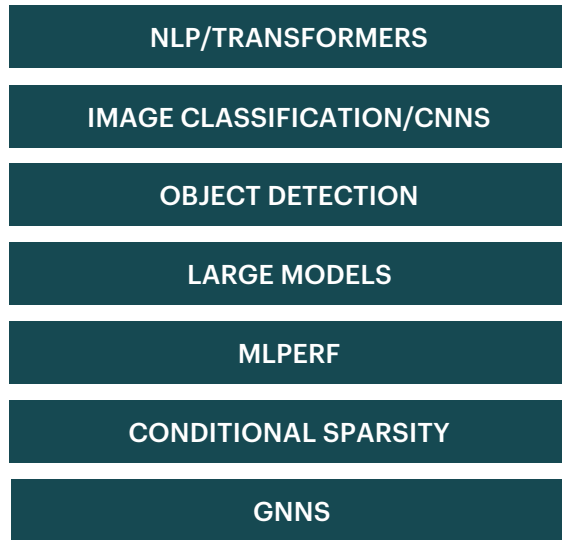 NLP/TRANSFORMERS
IMAGE CLASSIFICATION/CNNS
OBJECT DETECTION
LARGE MODELS
MLPERF
CONDITIONAL SPARSITY
GNNS